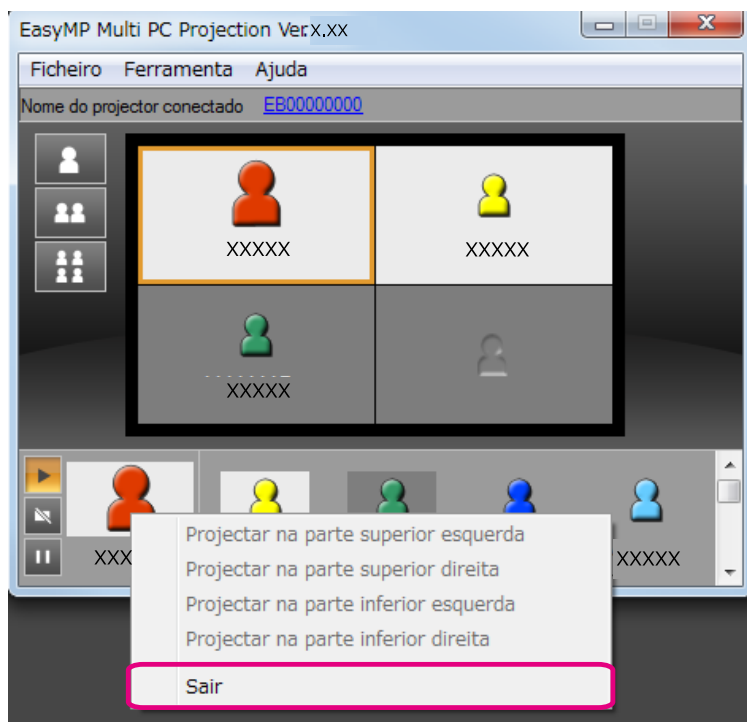 EasyMP Multi PC Projection Ver.x.xx
Ficheiro Ferramenta Ajuda
Nome do projector conectado EB00000000
XXXXX XXXXX
XXXXX
XXX XXXXX
Projectar na parte superior esquerda
Projectar na parte superior direita
Projectar na parte inferior esquerda
Projectar na parte inferior direita
Sair